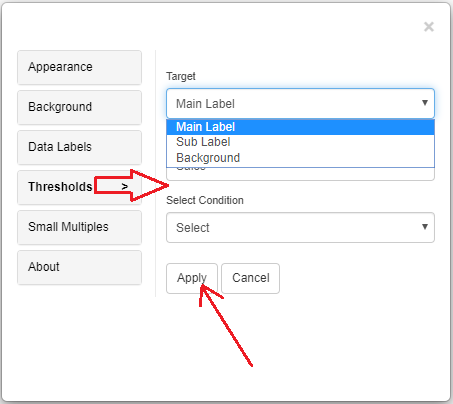 ×
Appearance
Background
Data Labels
Thresholds >
Small Multiples
About
Target
Main Label
Main Label
Sub Label
Background
Sales
Select Condition
Select
Apply
Cancel